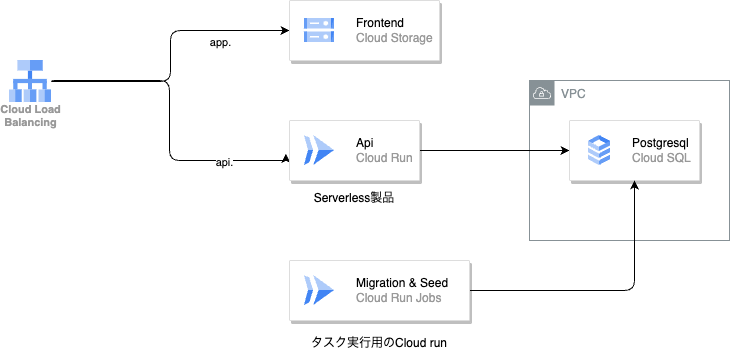 Frontend
Cloud Storage
app.
Cloud Load
Balancing
VPC
Api
Cloud Run
api.
Postgresql
Cloud SQL
Serverless製品
Migration & Seed
Cloud Run Jobs
タスク実行用のCloud run